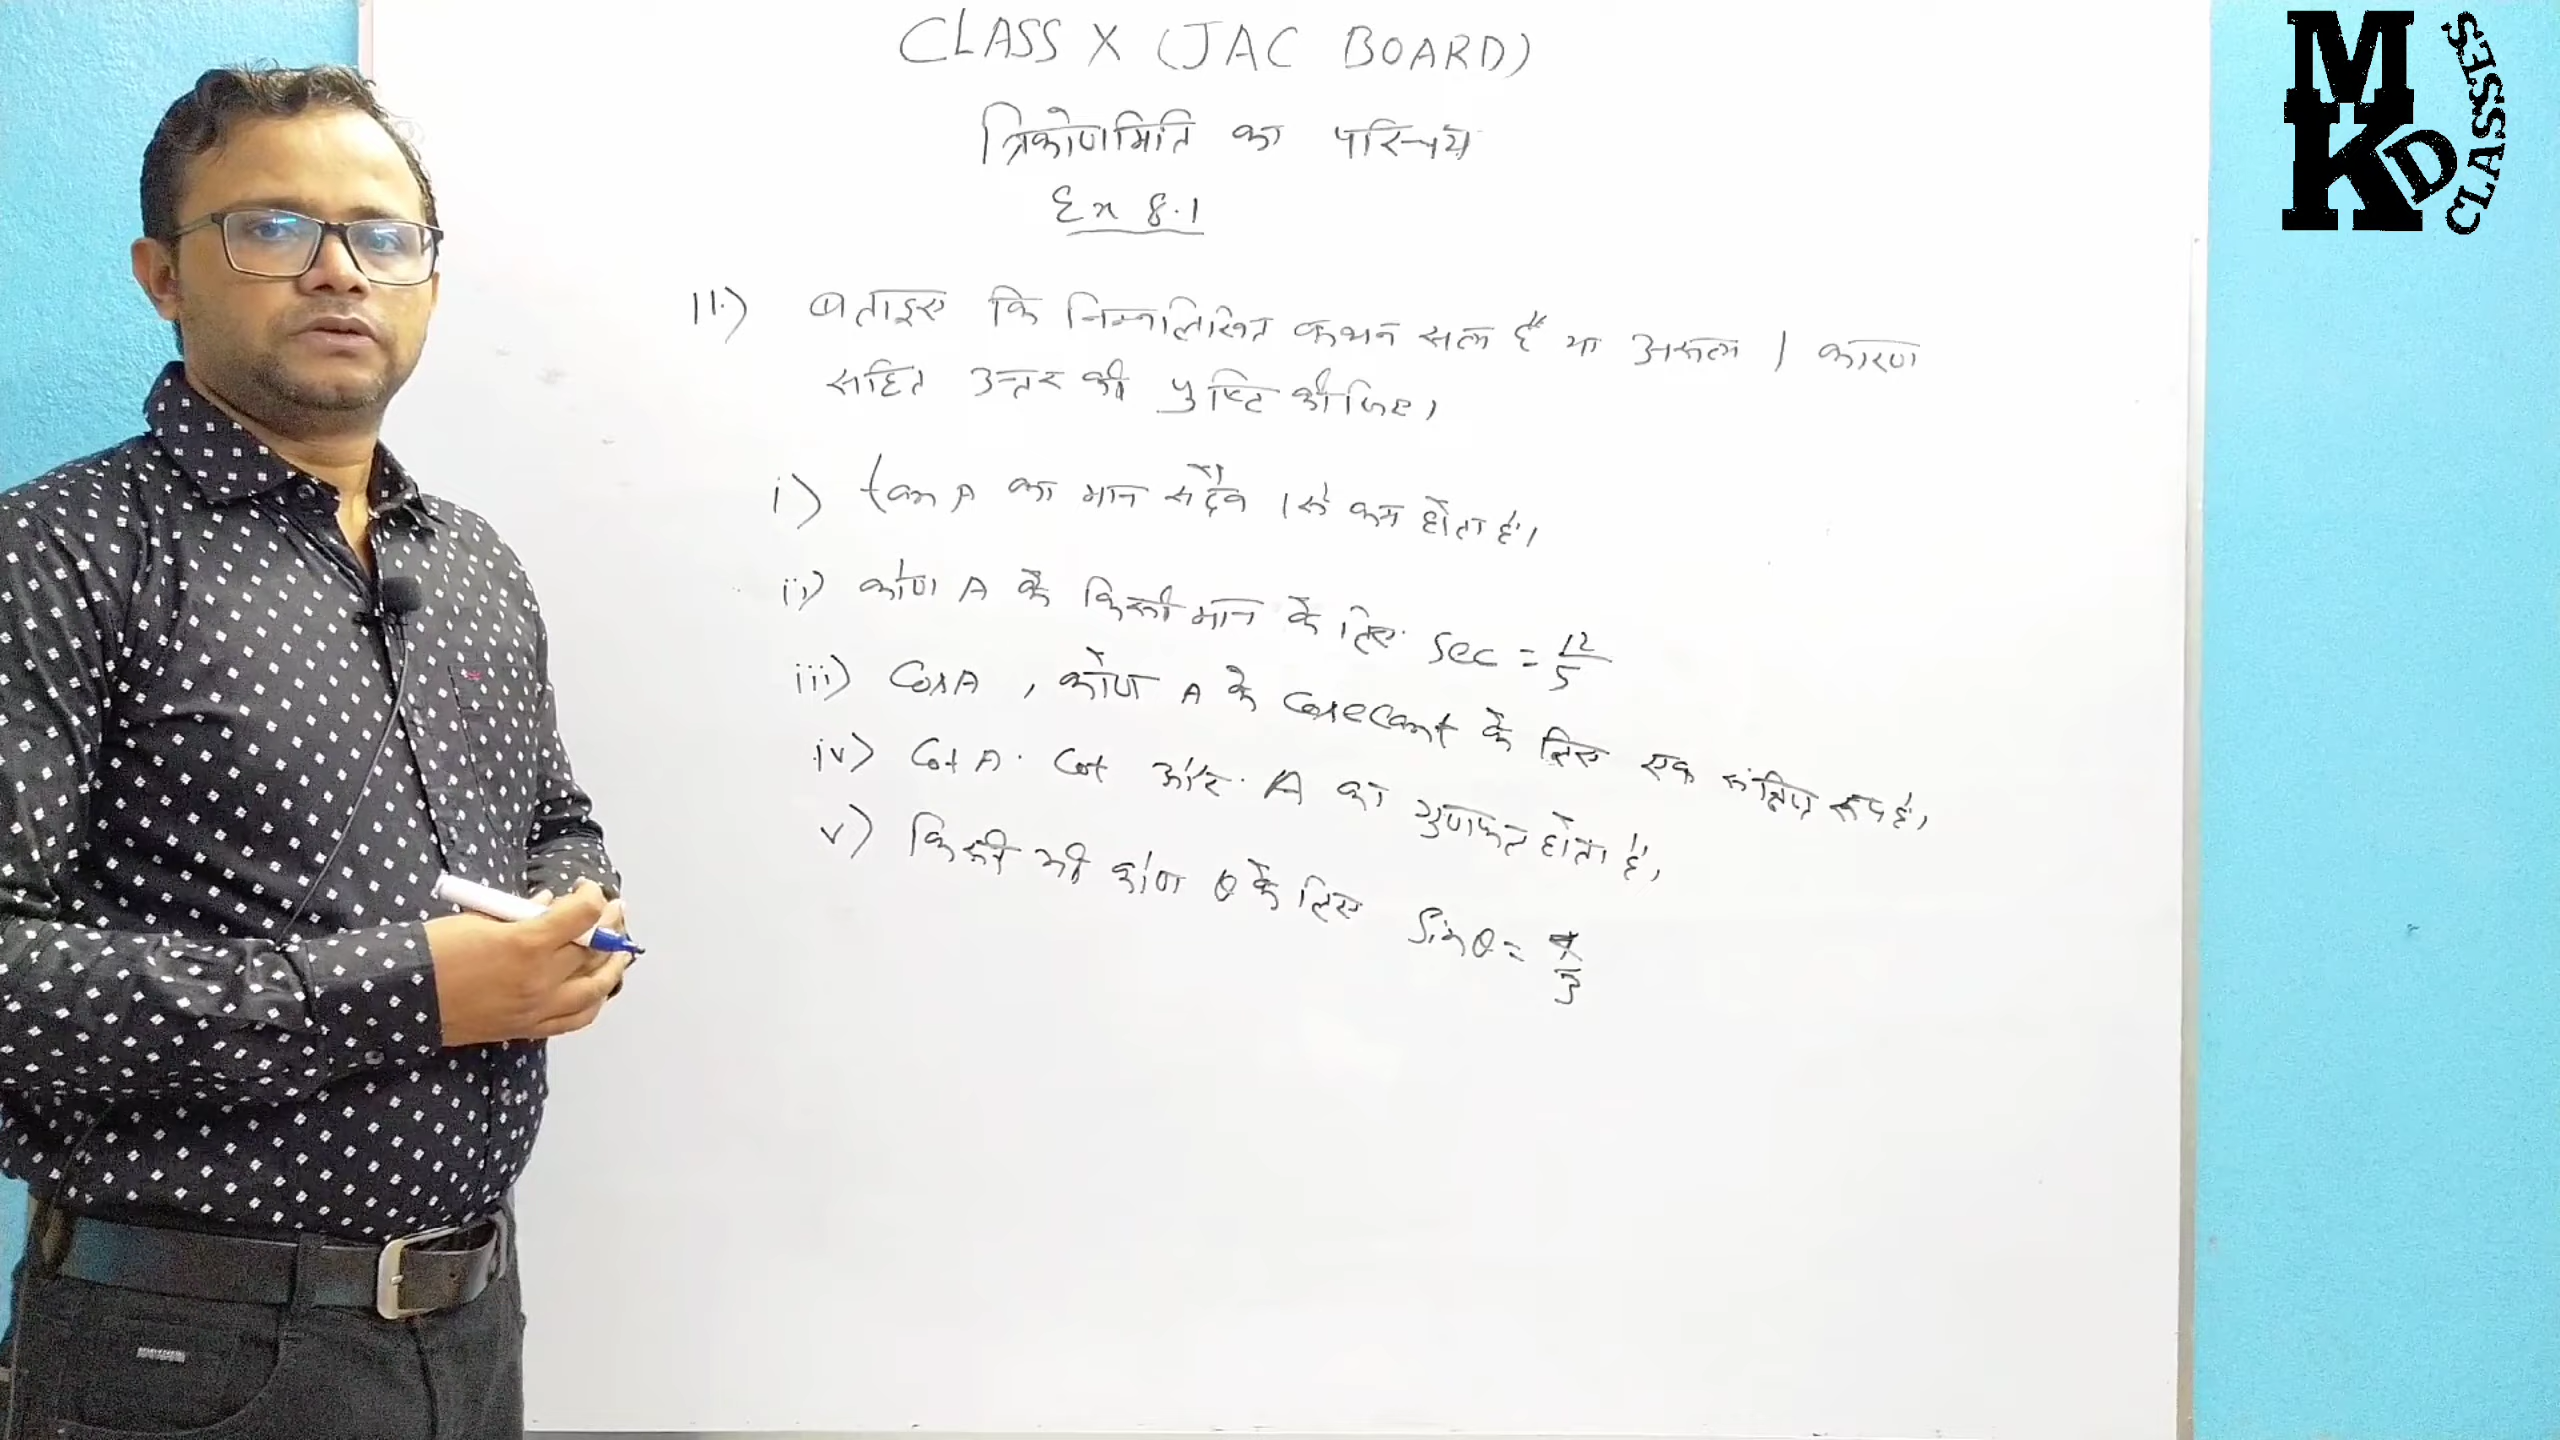 CLASS X (JAC BOARD)
त्रिकोणमिति का परिचय
Ex 8.1
11.) बताइए कि निम्नलिखित कथन सत्य हैं या असत्य । कारण
सहित उत्तर की पुष्टि कीजिए।
i) tan A का मान सदैव 1 से कम होता है।
ii) कोण A के किसी मान के लिए sec = 12/5
iii) Cos A , कोण A के Cosecant के लिए एक संक्षिप्त रूप है।
iv) Cot A. Cot और A का गुणफल होता है।
v) किसी भी कोण θ के लिए Sinθ = 4/3
MKD CLASSES